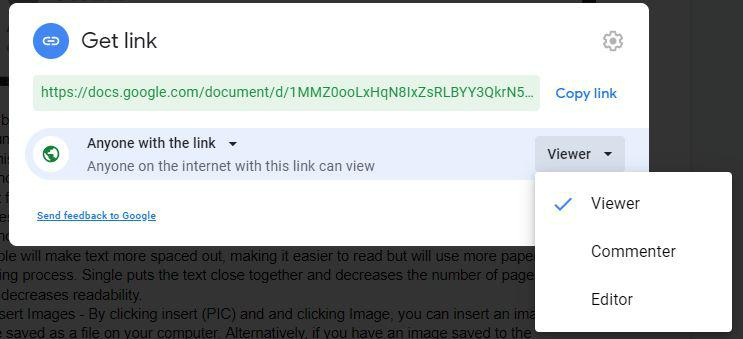 Get link
https://docs.google.com/document/d/1MMZ0ooLxHqN8IxZsRLBYY3QkrN5…
Copy link
Anyone with the link
Anyone on the internet with this link can view
Viewer
Viewer
Commenter
Editor
Send feedback to Google
ple will make text more spaced out, making it easier to read but will use more paper
ing process. Single puts the text close together and decreases the number of page
decreases readability.
sert Images - By clicking insert (PIC) and and clicking Image, you can insert an ima
e saved as a file on your computer. Alternatively, if you have an image saved to the